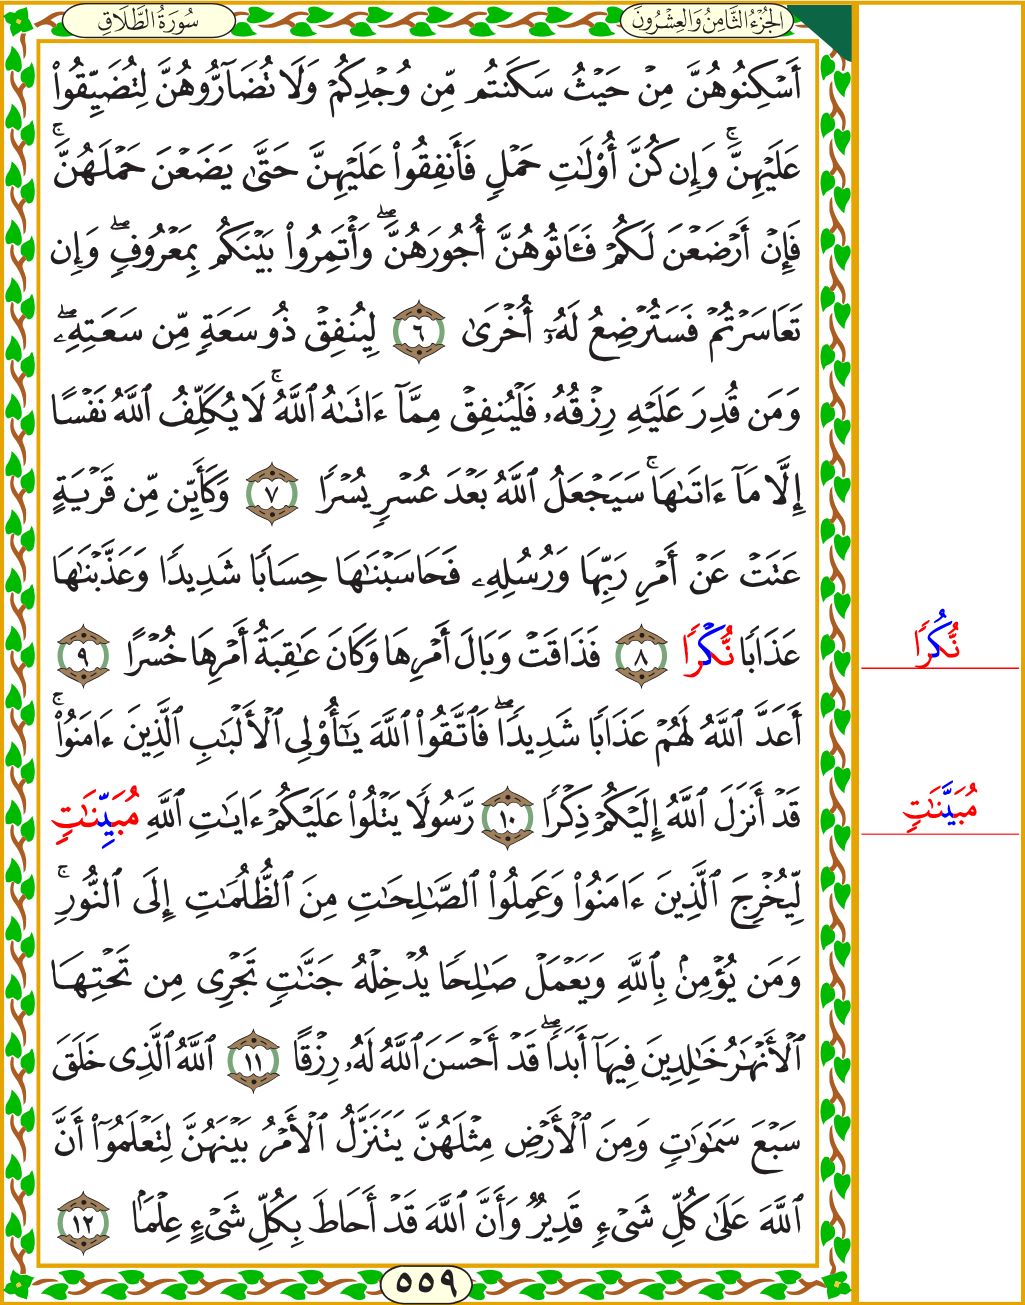 سُورَةُ الطَّلَاقِ
الجُزْءُ الثَّامِنُ وَالعِشْرُونَ
أَسْكِنُوهُنَّ مِنْ حَيْثُ سَكَنتُم مِّن وُجْدِكُمْ وَلَا تُضَآرُّوهُنَّ لِتُضَيِّقُوا۟
عَلَيْهِنَّ ۚ وَإِن كُنَّ أُو۟لَـٰتِ حَمْلٍ فَأَنفِقُوا۟ عَلَيْهِنَّ حَتَّىٰ يَضَعْنَ حَمْلَهُنَّ ۚ
فَإِنْ أَرْضَعْنَ لَكُمْ فَـَٔاتُوهُنَّ أُجُورَهُنَّ ۖ وَأْتَمِرُوا۟ بَيْنَكُم بِمَعْرُوفٍ ۖ وَإِن
تَعَاسَرْتُمْ فَسَتُرْضِعُ لَهُۥٓ أُخْرَىٰ ٦ لِيُنفِقْ ذُو سَعَةٍ مِّن سَعَتِهِۦ ۖ
وَمَن قُدِرَ عَلَيْهِ رِزْقُهُۥ فَلْيُنفِقْ مِمَّآ ءَاتَىٰهُ ٱللَّهُ ۚ لَا يُكَلِّفُ ٱللَّهُ نَفْسًا
إِلَّا مَآ ءَاتَىٰهَا ۚ سَيَجْعَلُ ٱللَّهُ بَعْدَ عُسْرٍ يُسْرًا ٧ وَكَأَيِّن مِّن قَرْيَةٍ
عَتَتْ عَنْ أَمْرِ رَبِّهَا وَرُسُلِهِۦ فَحَاسَبْنَـٰهَا حِسَابًا شَدِيدًا وَعَذَّبْنَـٰهَا
عَذَابًا نُّكْرًا ٨ فَذَاقَتْ وَبَالَ أَمْرِهَا وَكَانَ عَـٰقِبَةُ أَمْرِهَا خُسْرًا ٩
نُّكُرًا
أَعَدَّ ٱللَّهُ لَهُمْ عَذَابًا شَدِيدًا ۖ فَٱتَّقُوا۟ ٱللَّهَ يَـٰٓأُو۟لِى ٱلْأَلْبَـٰبِ ٱلَّذِينَ ءَامَنُوا۟ ۚ
قَدْ أَنزَلَ ٱللَّهُ إِلَيْكُمْ ذِكْرًا ١٠ رَّسُولًا يَتْلُوا۟ عَلَيْكُمْ ءَايَـٰتِ ٱللَّهِ مُبَيِّنَـٰتٍ
مُبَيَّنَـٰتٍ
لِّيُخْرِجَ ٱلَّذِينَ ءَامَنُوا۟ وَعَمِلُوا۟ ٱلصَّـٰلِحَـٰتِ مِنَ ٱلظُّلُمَـٰتِ إِلَى ٱلنُّورِ ۚ
وَمَن يُؤْمِنۢ بِٱللَّهِ وَيَعْمَلْ صَـٰلِحًا يُدْخِلْهُ جَنَّـٰتٍ تَجْرِى مِن تَحْتِهَا
ٱلْأَنْهَـٰرُ خَـٰلِدِينَ فِيهَآ أَبَدًا ۖ قَدْ أَحْسَنَ ٱللَّهُ لَهُۥ رِزْقًا ١١ ٱللَّهُ ٱلَّذِى خَلَقَ
سَبْعَ سَمَـٰوَٰتٍ وَمِنَ ٱلْأَرْضِ مِثْلَهُنَّ يَتَنَزَّلُ ٱلْأَمْرُ بَيْنَهُنَّ لِتَعْلَمُوٓا۟ أَنَّ
ٱللَّهَ عَلَىٰ كُلِّ شَىْءٍ قَدِيرٌ وَأَنَّ ٱللَّهَ قَدْ أَحَاطَ بِكُلِّ شَىْءٍ عِلْمًۢا ١٢
٥٥٩